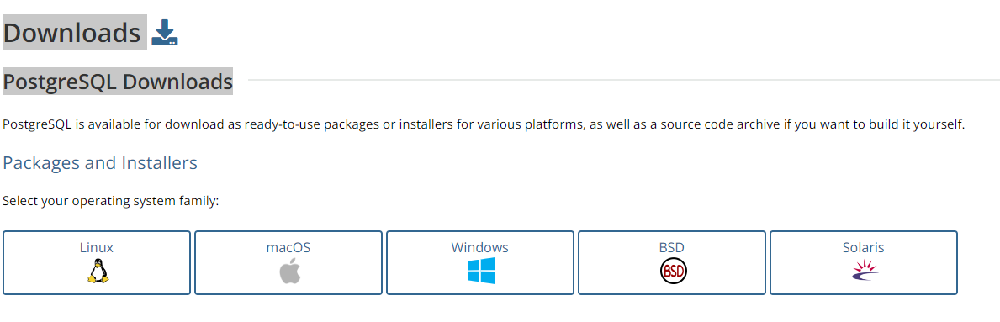 Downloads
PostgreSQL Downloads
PostgreSQL is available for download as ready-to-use packages or installers for various platforms, as well as a source code archive if you want to build it yourself.
Packages and Installers
Select your operating system family:
Linux
macOS
Windows
BSD
Solaris
BSD